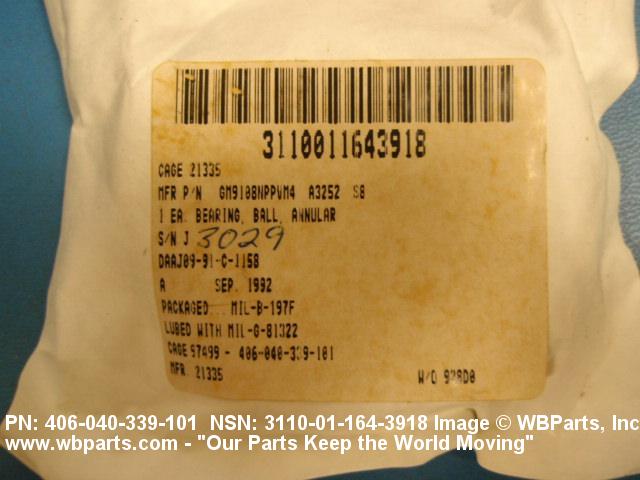 3110011643918
CAGE 21335
MFR P/N GM9108NPPVM4 A3252 S8
1 EA. BEARING, BALL, ANNULAR
S/N J 3029
DAAJ09-91-C-1158
A SEP. 1992
PACKAGED... MIL-B-197F
LUBED WITH MIL-G-81322
CAGE 97499 - 406-040-339-101
MFR. 21335
W/O 928D0
PN: 406-040-339-101 NSN: 3110-01-164-3918 Image © WBParts, Inc
www.wbparts.com - "Our Parts Keep the World Moving"